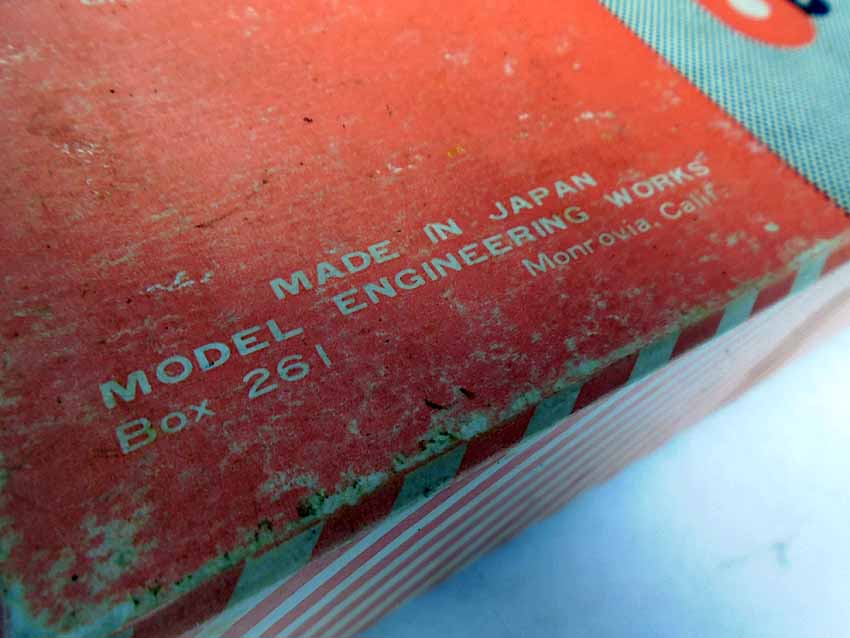 MADE IN JAPAN
MODEL ENGINEERING WORKS
Box 261 Monrovia, Calif.